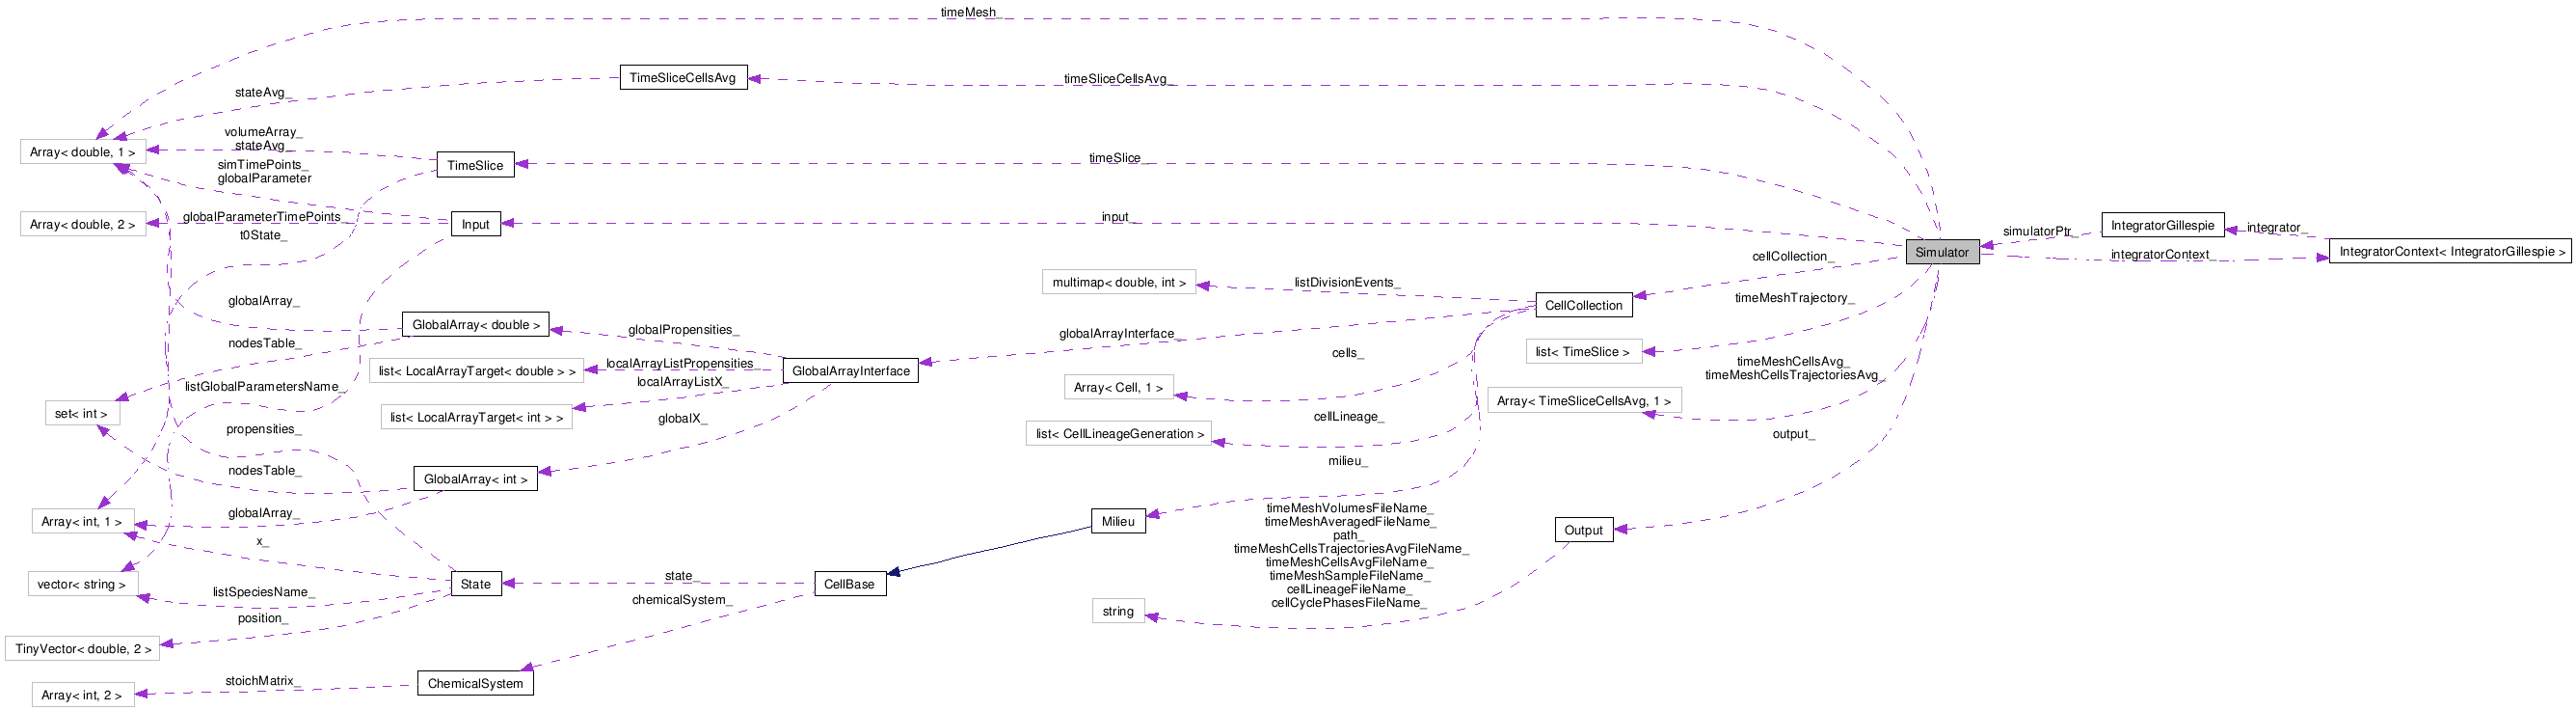 timeMesh_
TimeSliceCellsAvg
timeSliceCellsAvg_
stateAvg_
volumeArray_
stateAvg_
Array< double, 1 >
simTimePoints_
globalParameter
TimeSlice
timeSlice_
Array< double, 2 >
globalParameterTimePoints_
t0State_
Input
input_
IntegratorGillespie
simulatorPtr_
integrator_
Simulator
integratorContext_
IntegratorContext< IntegratorGillespie >
cellCollection_
multimap< double, int >
listDivisionEvents_
CellCollection
timeMeshTrajectory_
globalArray_
GlobalArray< double >
globalPropensities_
globalArrayInterface_
nodesTable_
list< LocalArrayTarget< double > >
localArrayListPropensities_
localArrayListX_
GlobalArrayInterface
cells_
list< TimeSlice >
timeMeshCellsAvg_
timeMeshCellsTrajectoriesAvg_
listGlobalParametersName_
Array< Cell, 1 >
Array< TimeSliceCellsAvg, 1 >
set< int >
list< LocalArrayTarget< int > >
globalX_
cellLineage_
propensities_
list< CellLineageGeneration >
output_
nodesTable_
GlobalArray< int >
milieu_
globalArray_
Array< int, 1 >
x_
Milieu
timeMeshVolumesFileName_
timeMeshAveragedFileName_
path_
timeMeshCellsTrajectoriesAvgFileName_
timeMeshCellsAvgFileName_
timeMeshSampleFileName_
cellLineageFileName_
cellCyclePhasesFileName_
Output
vector< string >
listSpeciesName_
State
state_
CellBase
chemicalSystem_
string
position_
TinyVector< double, 2 >
stoichMatrix_
ChemicalSystem
Array< int, 2 >